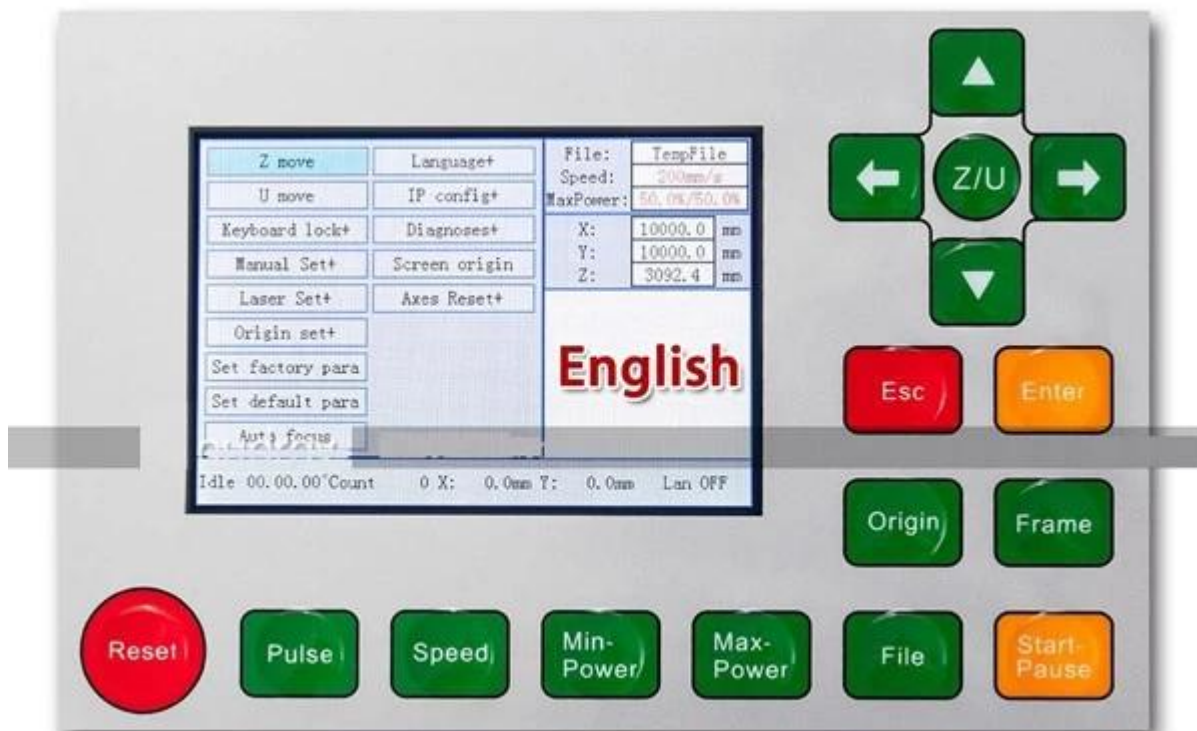 Z move
U move
Keyboard lock+
Manual Set+
Laser Set+
Origin set+
Set factory para
Set default para
Auto focus
Language+
IP config+
Diagnoses+
Screen origin
Axes Reset+
File: TempFile
Speed: 200mm/s
MaxPower: 50.0%/50.0%
X: 10000.0 mm
Y: 10000.0 mm
Z: 3092.4 mm
English
Idle 00.00.00 Count 0 X: 0.0mm Y: 0.0mm Lan OFF
Z/U
Esc
Enter
Origin
Frame
Reset
Pulse
Speed
Min-
Power
Max-
Power
File
Start-
Pause